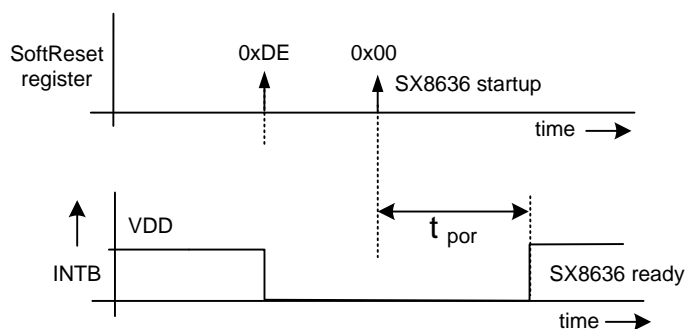 SoftReset
register
0xDE
0x00
SX8636 startup
time
VDD
INTB
t por
SX8636 ready
time